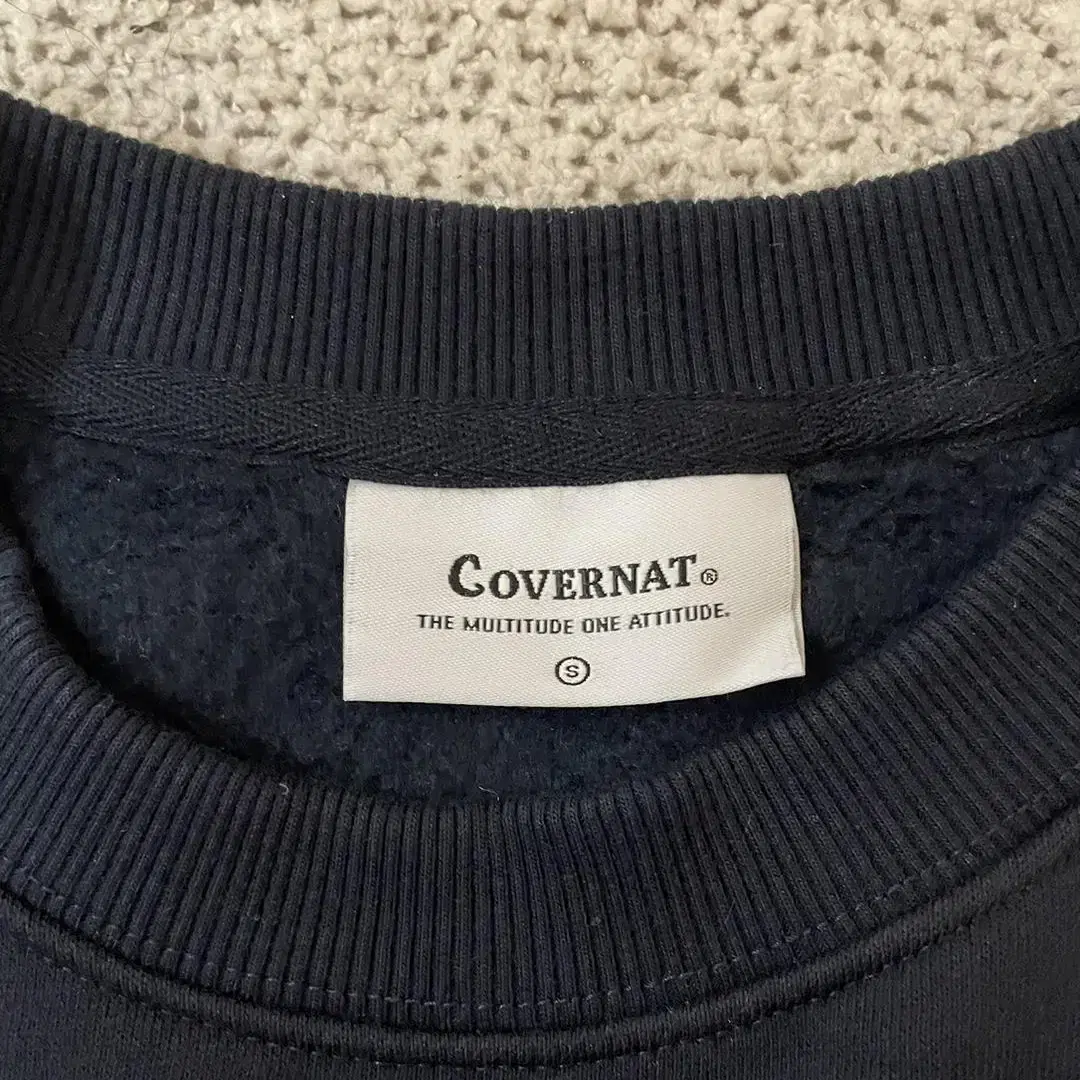 COVERNAT®
THE MULTITUDE ONE ATTITUDE.
S